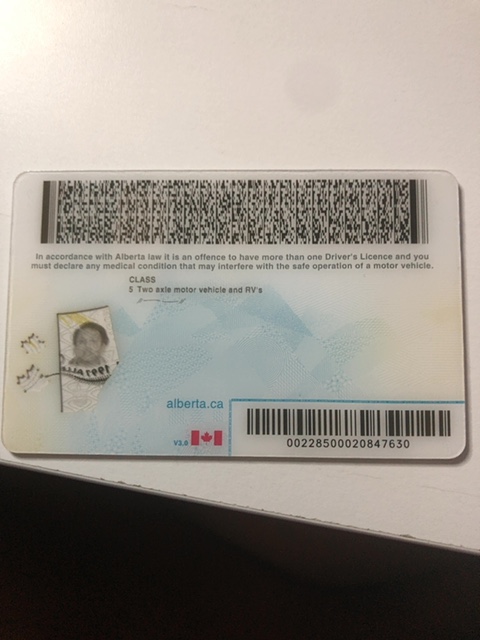 In accordance with Alberta law it is an offence to have more than one Driver's Licence and you
must declare any medical condition that may interfere with the safe operation of a motor vehicle.
CLASS
5 Two axle motor vehicle and RV's
alberta.ca
V3.0
00228500020847630